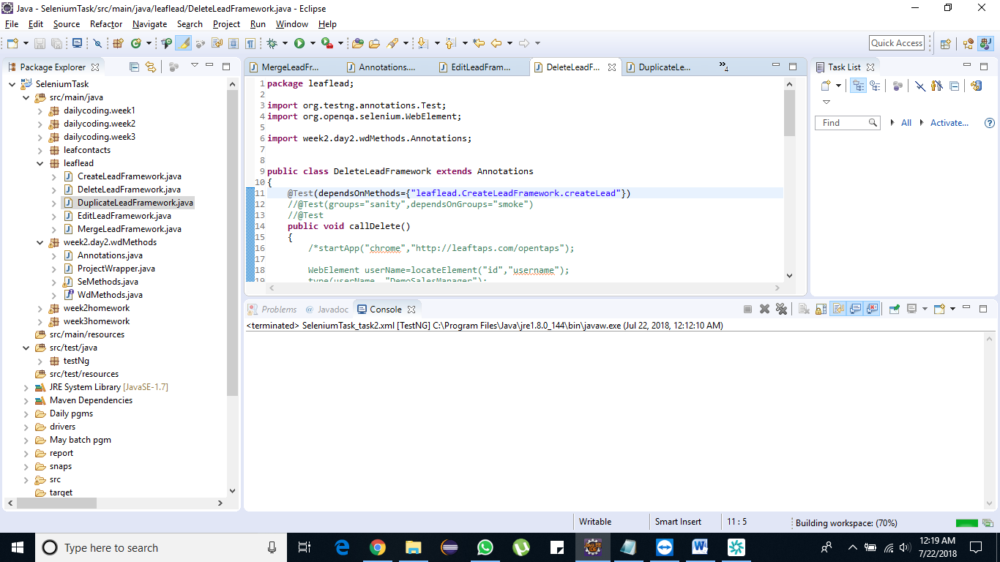 Java - SeleniumTask/src/main/java/leaflead/DeleteLeadFramework.java - Eclipse
File Edit Source Refactor Navigate Search Project Run Window Help
Quick Access
Package Explorer
SeleniumTask
src/main/java
dailycoding.week1
dailycoding.week2
dailycoding.week3
leafcontacts
leaflead
CreateLeadFramework.java
DeleteLeadFramework.java
DuplicateLeadFramework.java
EditLeadFramework.java
MergeLeadFramework.java
week2.day2.wdMethods
Annotations.java
ProjectWrapper.java
SeMethods.java
WdMethods.java
week2homework
week3homework
src/main/resources
src/test/java
testNg
src/test/resources
JRE System Library [JavaSE-1.7]
Maven Dependencies
Daily pgms
drivers
May batch pgm
report
snaps
src
target
MergeLeadFr... Annotations.... EditLeadFram... DeleteLeadF... DuplicateLe... »4
1 package leaflead;
2
3 import org.testng.annotations.Test;
4 import org.openqa.selenium.WebElement;
5
6 import week2.day2.wdMethods.Annotations;
7
8
9 public class DeleteLeadFramework extends Annotations
10 {
11 @Test(dependsOnMethods={"leaflead.CreateLeadFramework.createLead"})
12 //@Test(groups="sanity",dependsOnGroups="smoke")
13 //@Test
14 public void callDelete()
15 {
16 /*startApp("chrome","http://leaftaps.com/opentaps");
17
18 WebElement userName=locateElement("id","username");
19 type(userName, "DemoSalesManager");
Task List
Find All Activate...
Problems @ Javadoc Console
<terminated> SeleniumTask_task2.xml [TestNG] C:\Program Files\Java\jre1.8.0_144\bin\javaw.exe (Jul 22, 2018, 12:12:10 AM)
Writable Smart Insert 11 : 5 Building workspace: (70%)
Type here to search
12:19 AM
7/22/2018